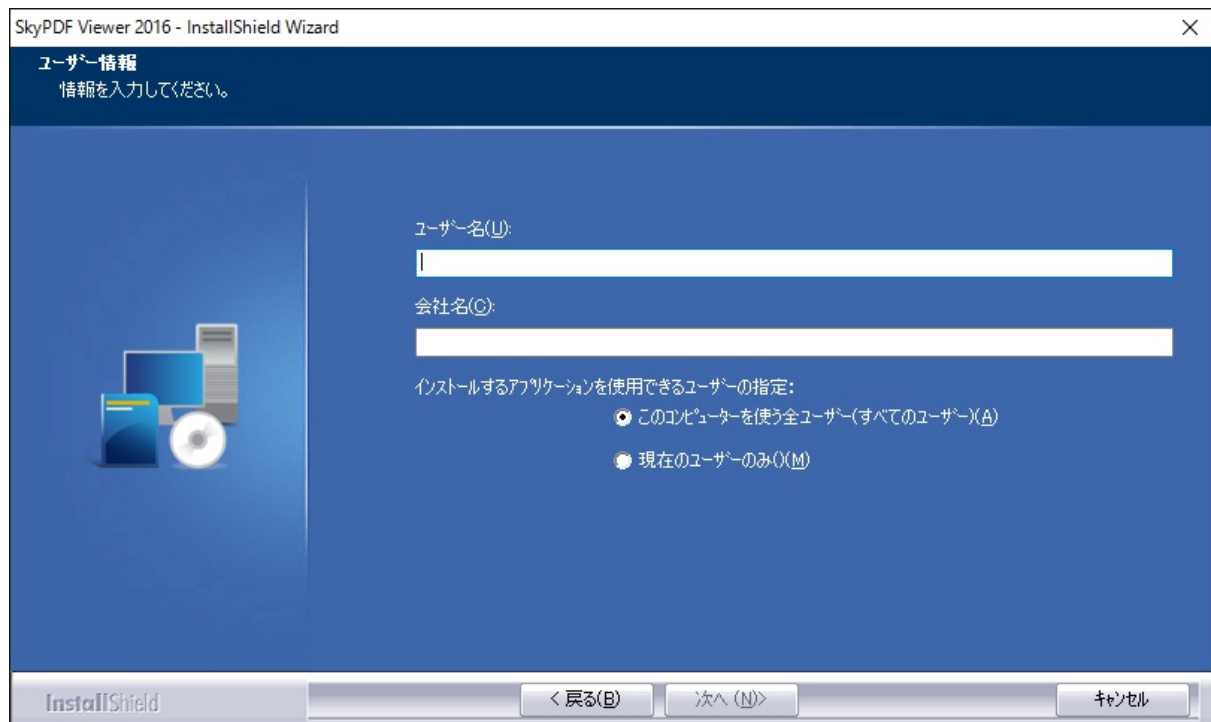 SkyPDF Viewer 2016 - InstallShield Wizard
ユーザー情報
情報を入力してください。
ユーザー名(U):
会社名(C):
インストールするアプリケーションを使用できるユーザーの指定:
このコンピューターを使う全ユーザー(すべてのユーザー)(A)
現在のユーザーのみ()(M)
InstallShield
< 戻る(B)
次へ (N)>
キャンセル